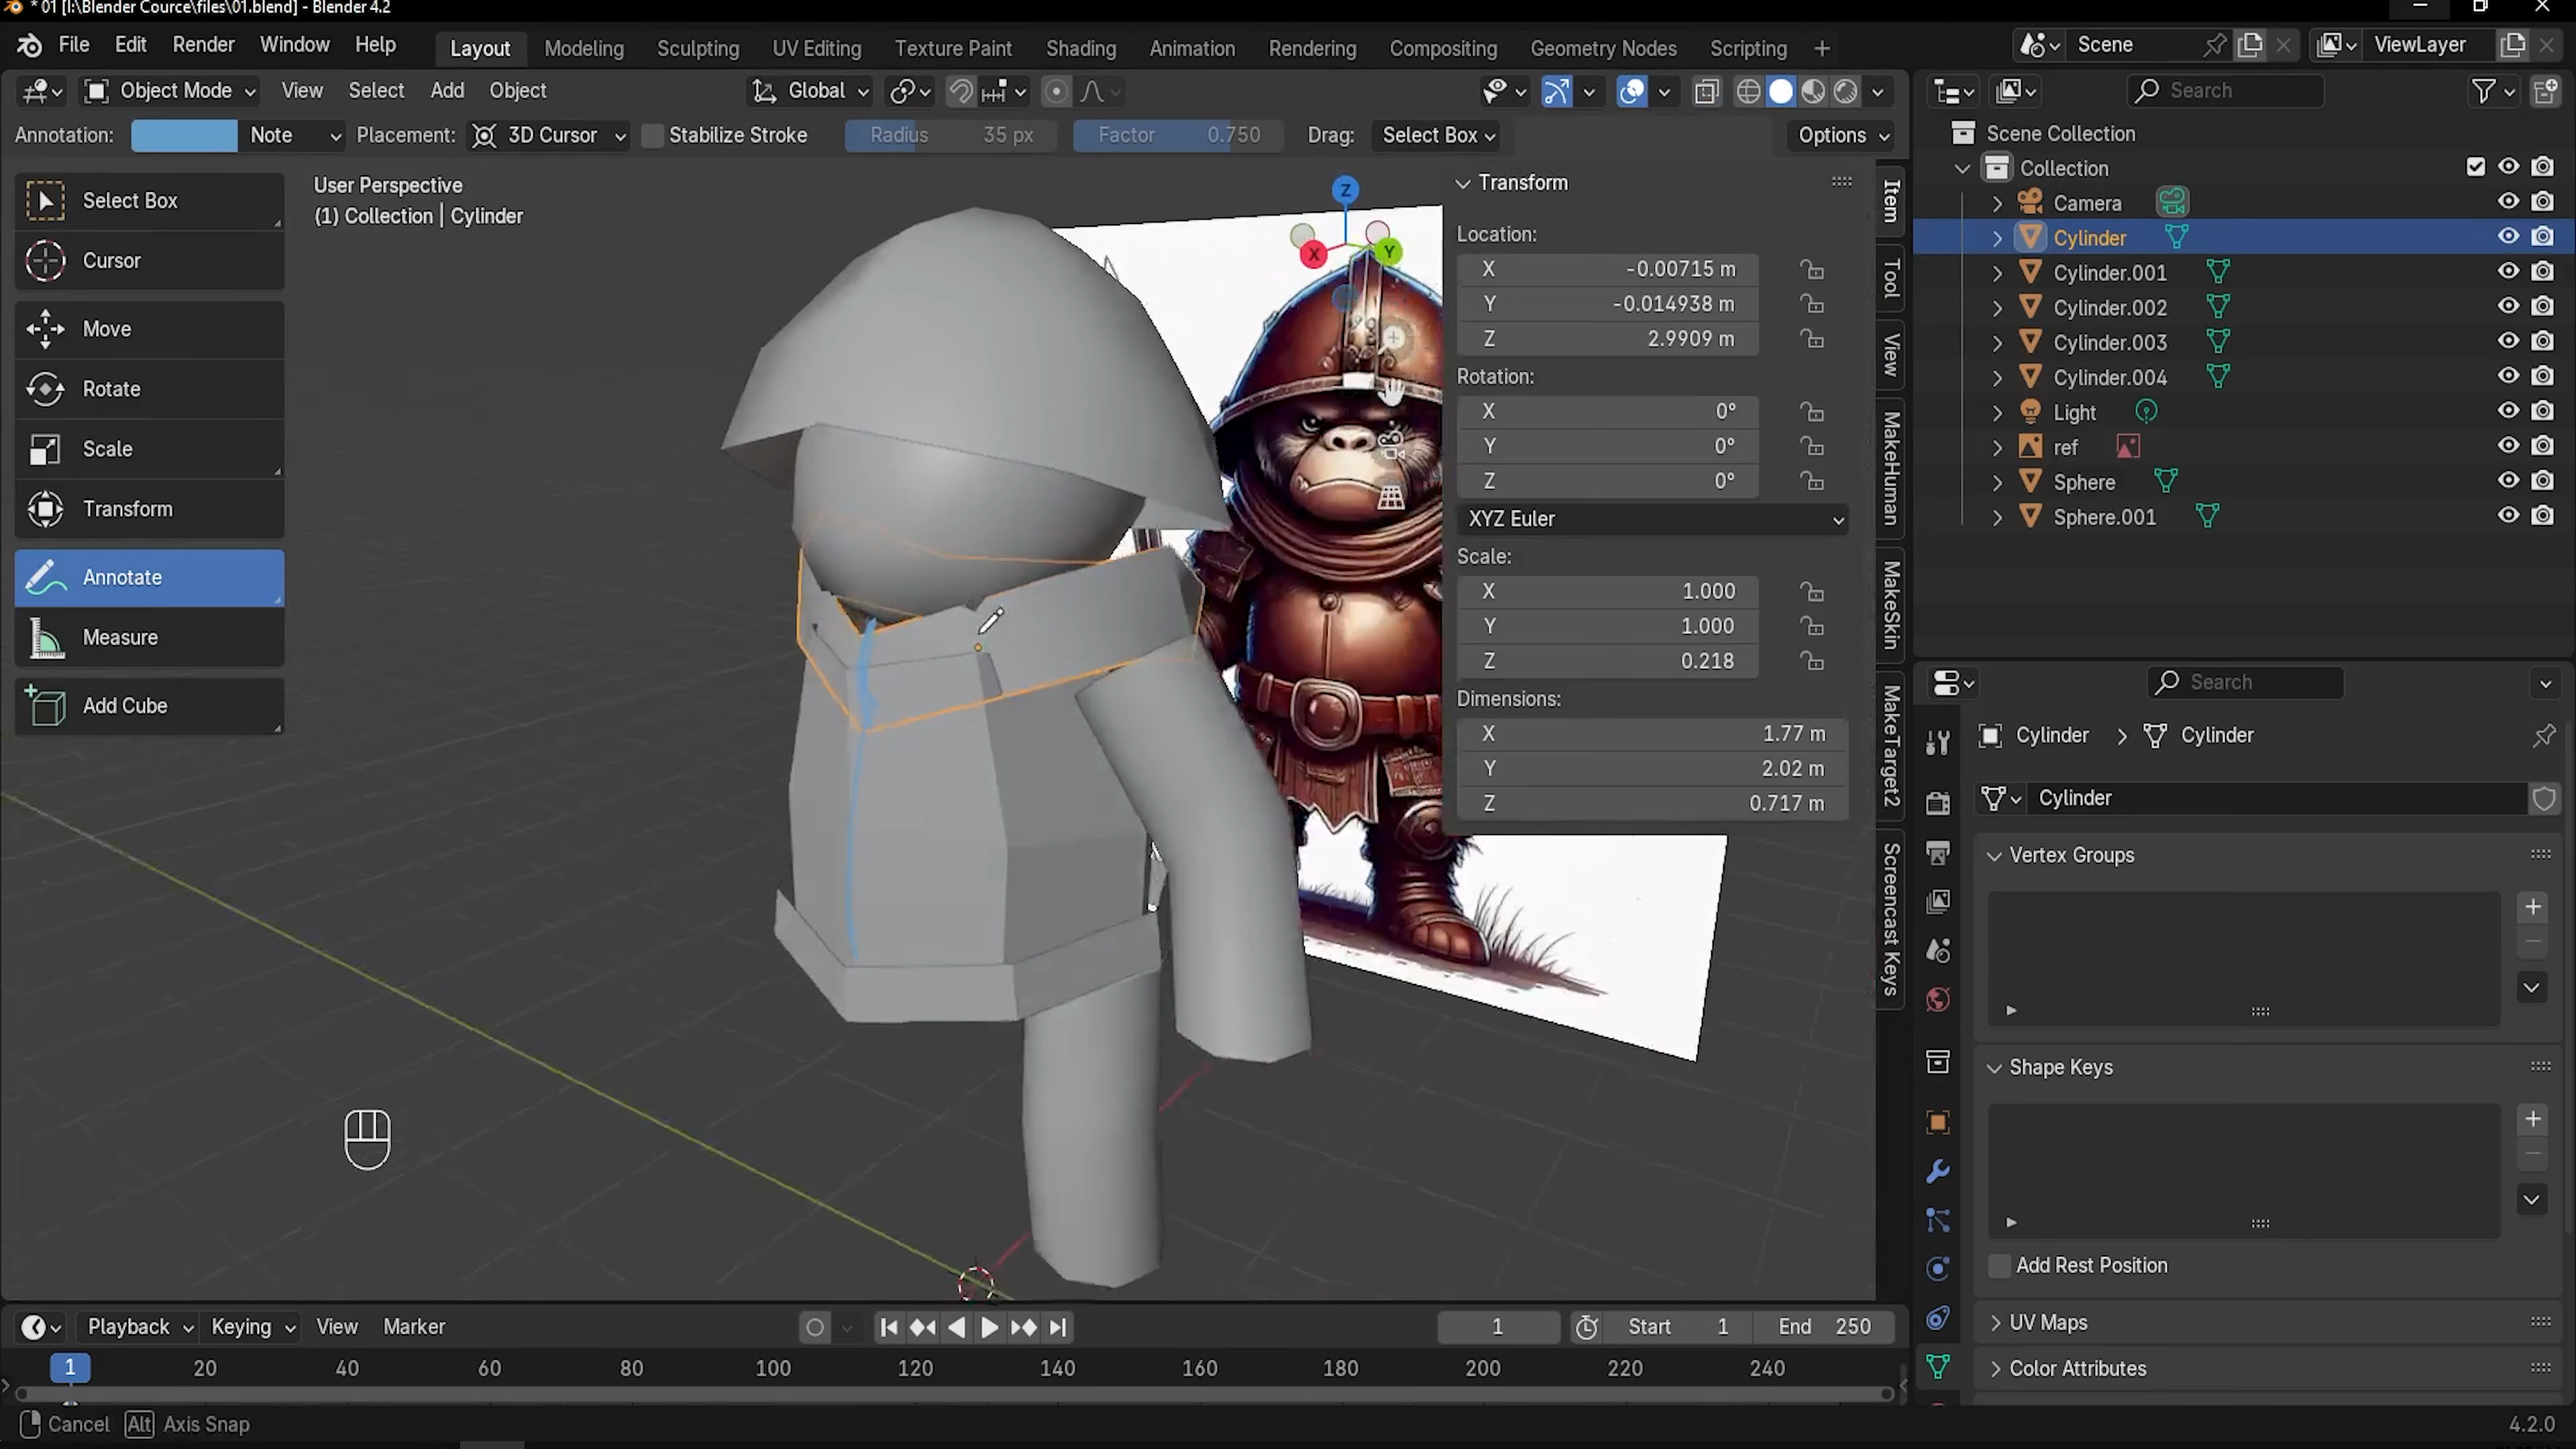 * 01 [I:\Blender Cource\files\01.blend] - Blender 4.2
File Edit Render Window Help Layout Modeling Sculpting UV Editing Texture Paint Shading Animation Rendering Compositing Geometry Nodes Scripting + Scene ViewLayer
Object Mode View Select Add Object Global Search
Annotation: Note Placement: 3D Cursor Stabilize Stroke Radius 35 px Factor 0.750 Drag: Select Box Options
Select Box
Cursor
Move
Rotate
Scale
Transform
Annotate
Measure
Add Cube
User Perspective
(1) Collection | Cylinder
Z
X
Y
Transform
Location:
X -0.00715 m
Y -0.014938 m
Z 2.9909 m
Rotation:
X 0°
Y 0°
Z 0°
XYZ Euler
Scale:
X 1.000
Y 1.000
Z 0.218
Dimensions:
X 1.77 m
Y 2.02 m
Z 0.717 m
Item
Tool
View
MakeHuman
MakeSkin
MakeTarget2
Screencast Keys
Scene Collection
Collection
Camera
Cylinder
Cylinder.001
Cylinder.002
Cylinder.003
Cylinder.004
Light
ref
Sphere
Sphere.001
Search
Cylinder > Cylinder
Cylinder
Vertex Groups
Shape Keys
Add Rest Position
UV Maps
Color Attributes
Playback Keying View Marker 1 Start 1 End 250
1 20 40 60 80 100 120 140 160 180 200 220 240
Cancel Alt Axis Snap 4.2.0